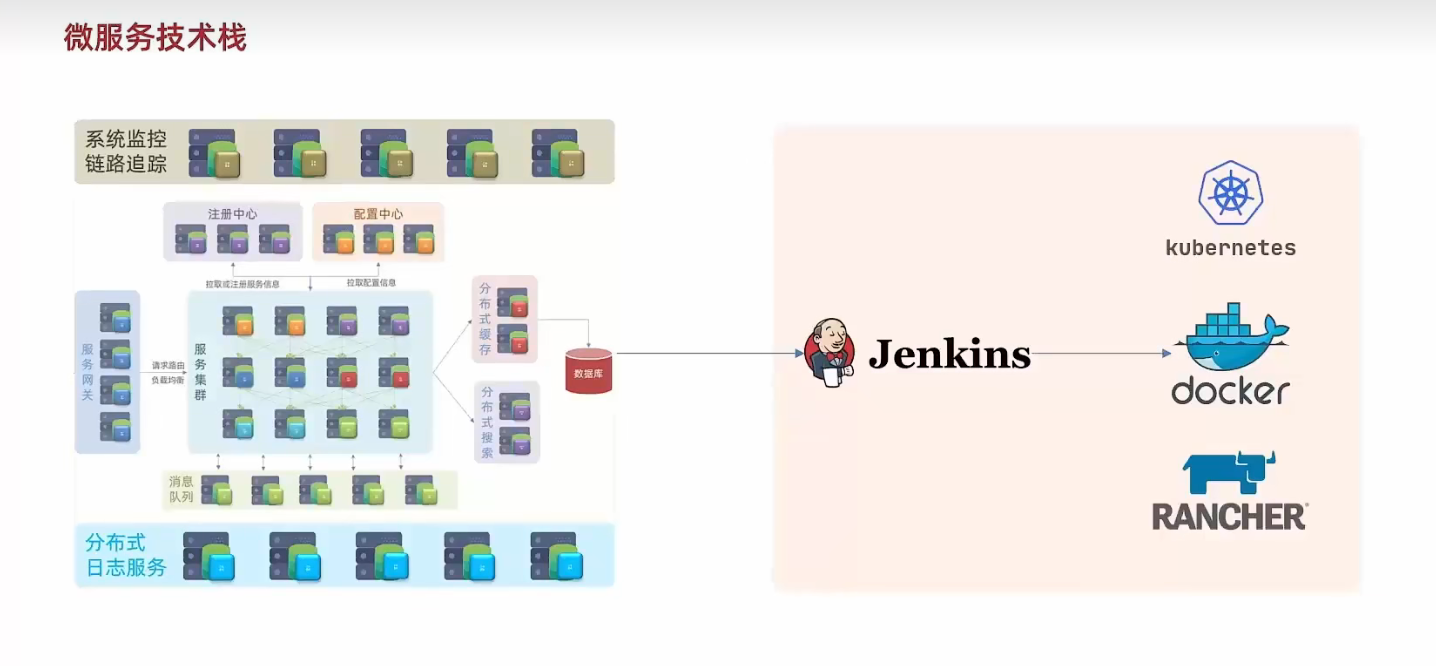 微服务技术栈
系统监控
链路追踪
注册中心
配置中心
拉取或注册服务信息
拉取配置信息
服务网关
请求路由
负载均衡
服务集群
分布式缓存
数据库
分布式搜索
消息
队列
分布式
日志服务
Jenkins
kubernetes
docker
RANCHER